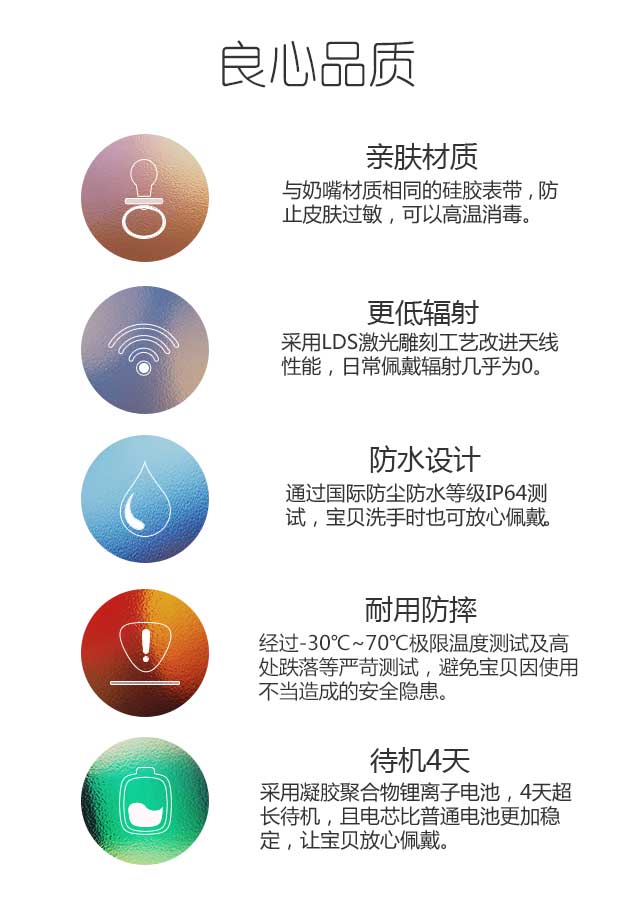 良心品质
亲肤材质
与奶嘴材质相同的硅胶表带，防
止皮肤过敏，可以高温消毒。
更低辐射
采用LDS激光雕刻工艺改进天线
性能，日常佩戴辐射几乎为0。
防水设计
通过国际防尘防水等级IP64测
试，宝贝洗手时也可放心佩戴。
耐用防摔
经过-30℃~70℃极限温度测试及高
处跌落等严苛测试，避免宝贝因使用
不当造成的安全隐患。
待机4天
采用凝胶聚合物锂离子电池，4天超
长待机，且电芯比普通电池更加稳
定，让宝贝放心佩戴。